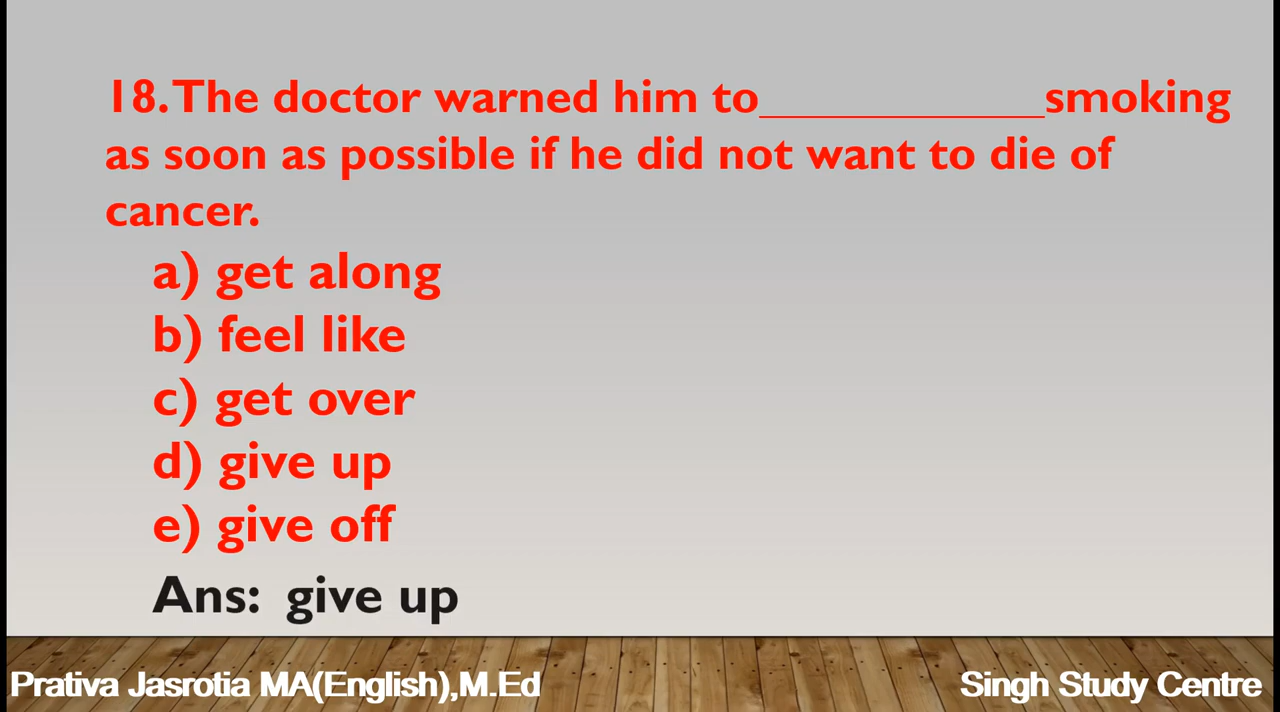 18. The doctor warned him to____________smoking
as soon as possible if he did not want to die of
cancer.
a) get along
b) feel like
c) get over
d) give up
e) give off
Ans: give up
Prativa Jasrotia MA(English),M.Ed
Singh Study Centre